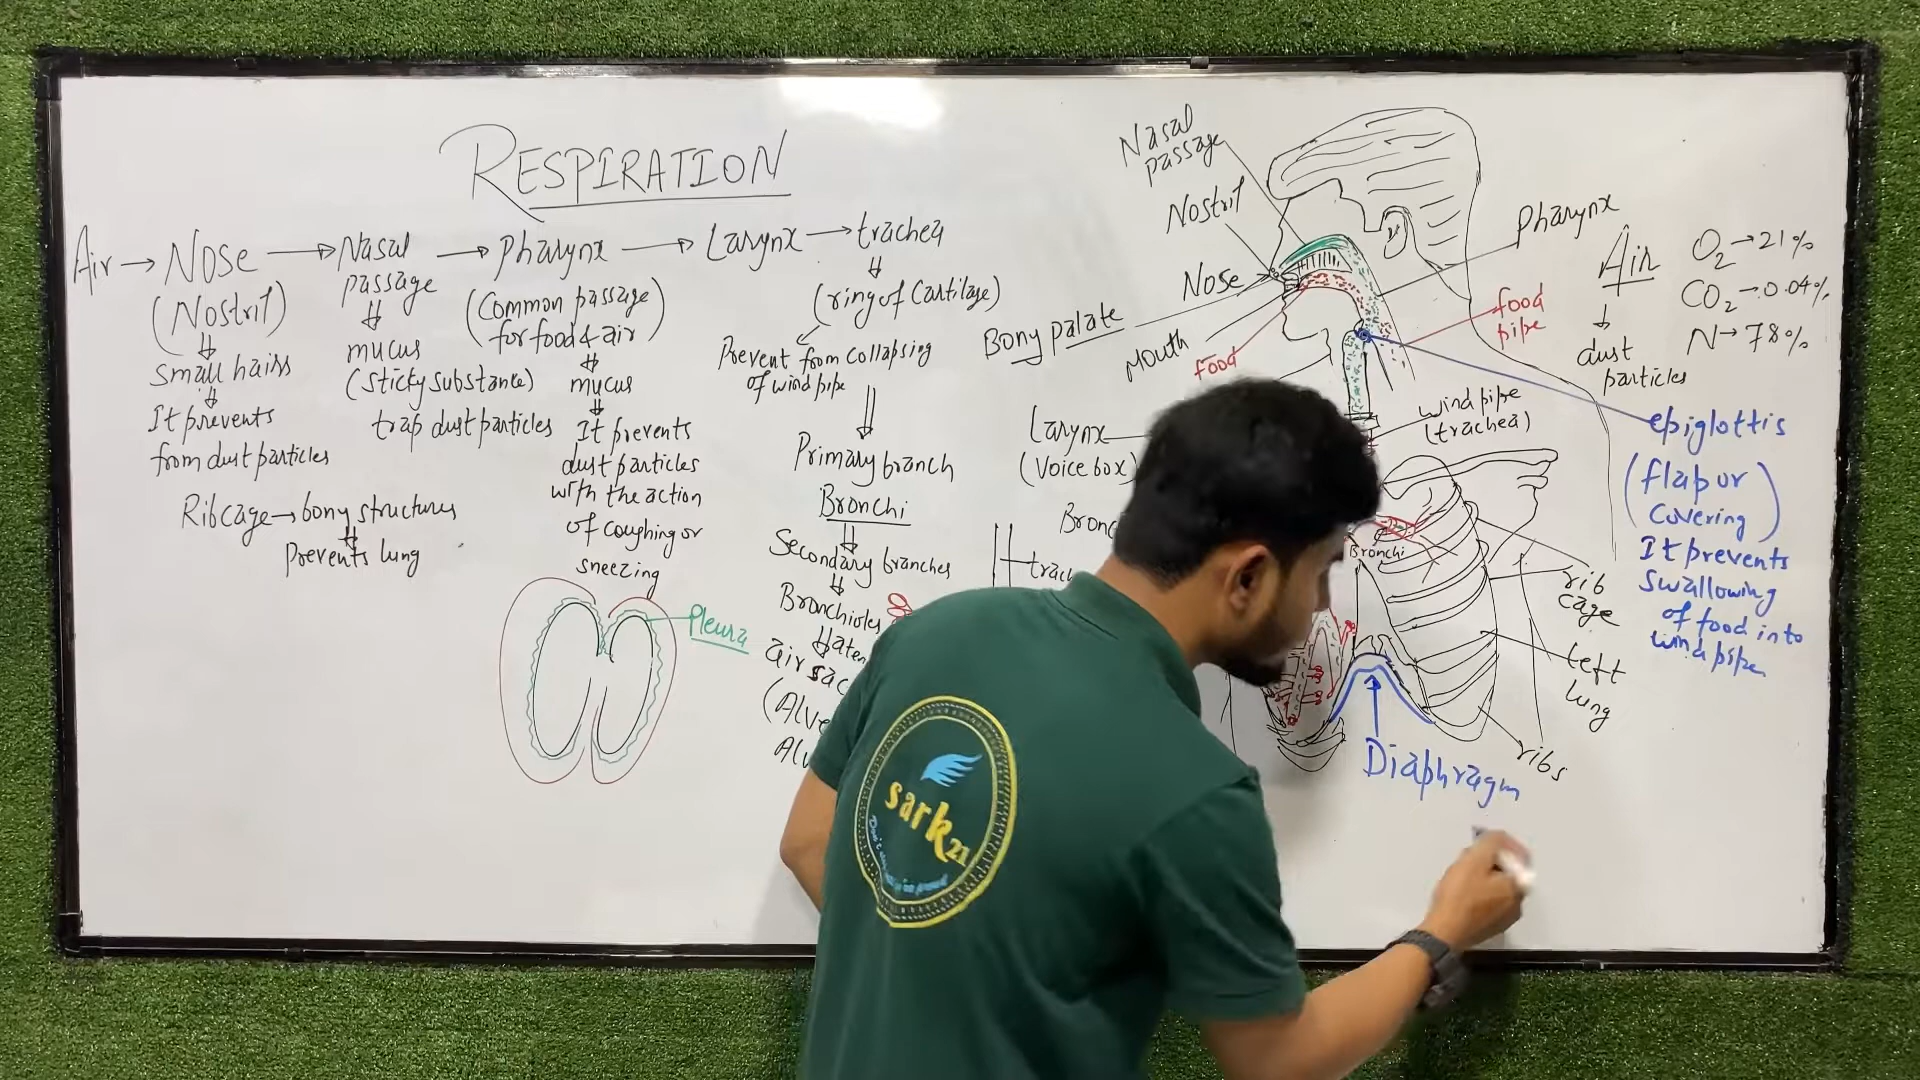 RESPIRATION
Air → Nose → Nasal passage → Pharynx → Larynx → trachea
(Nostril)
small hairs
It prevents
from dust particles
mucus
(sticky substance)
trap dust particles
(Common passage
for food & air)
mucus
It prevents
dust particles
with the action
of coughing or
sneezing
(ring of Cartilage)
Prevent from collapsing
of wind pipe
Primary branch
Bronchi
Secondary branches
Bronchioles
air sac
Rib cage → bony structures
Prevents lung
Pleura
Nasal
passage
Nostril
Nose
Bony palate
Mouth
food
Larynx
(Voice box)
Pharynx
food
pipe
wind pipe
(trachea)
Bronchi
rib
cage
left
lung
ribs
Diaphragm
Air
dust
particles
O2 → 21%
CO2 → 0.04%
N → 78%
epiglottis
(flap or
covering)
It prevents
swallowing
of food into
wind pipe
sark
21